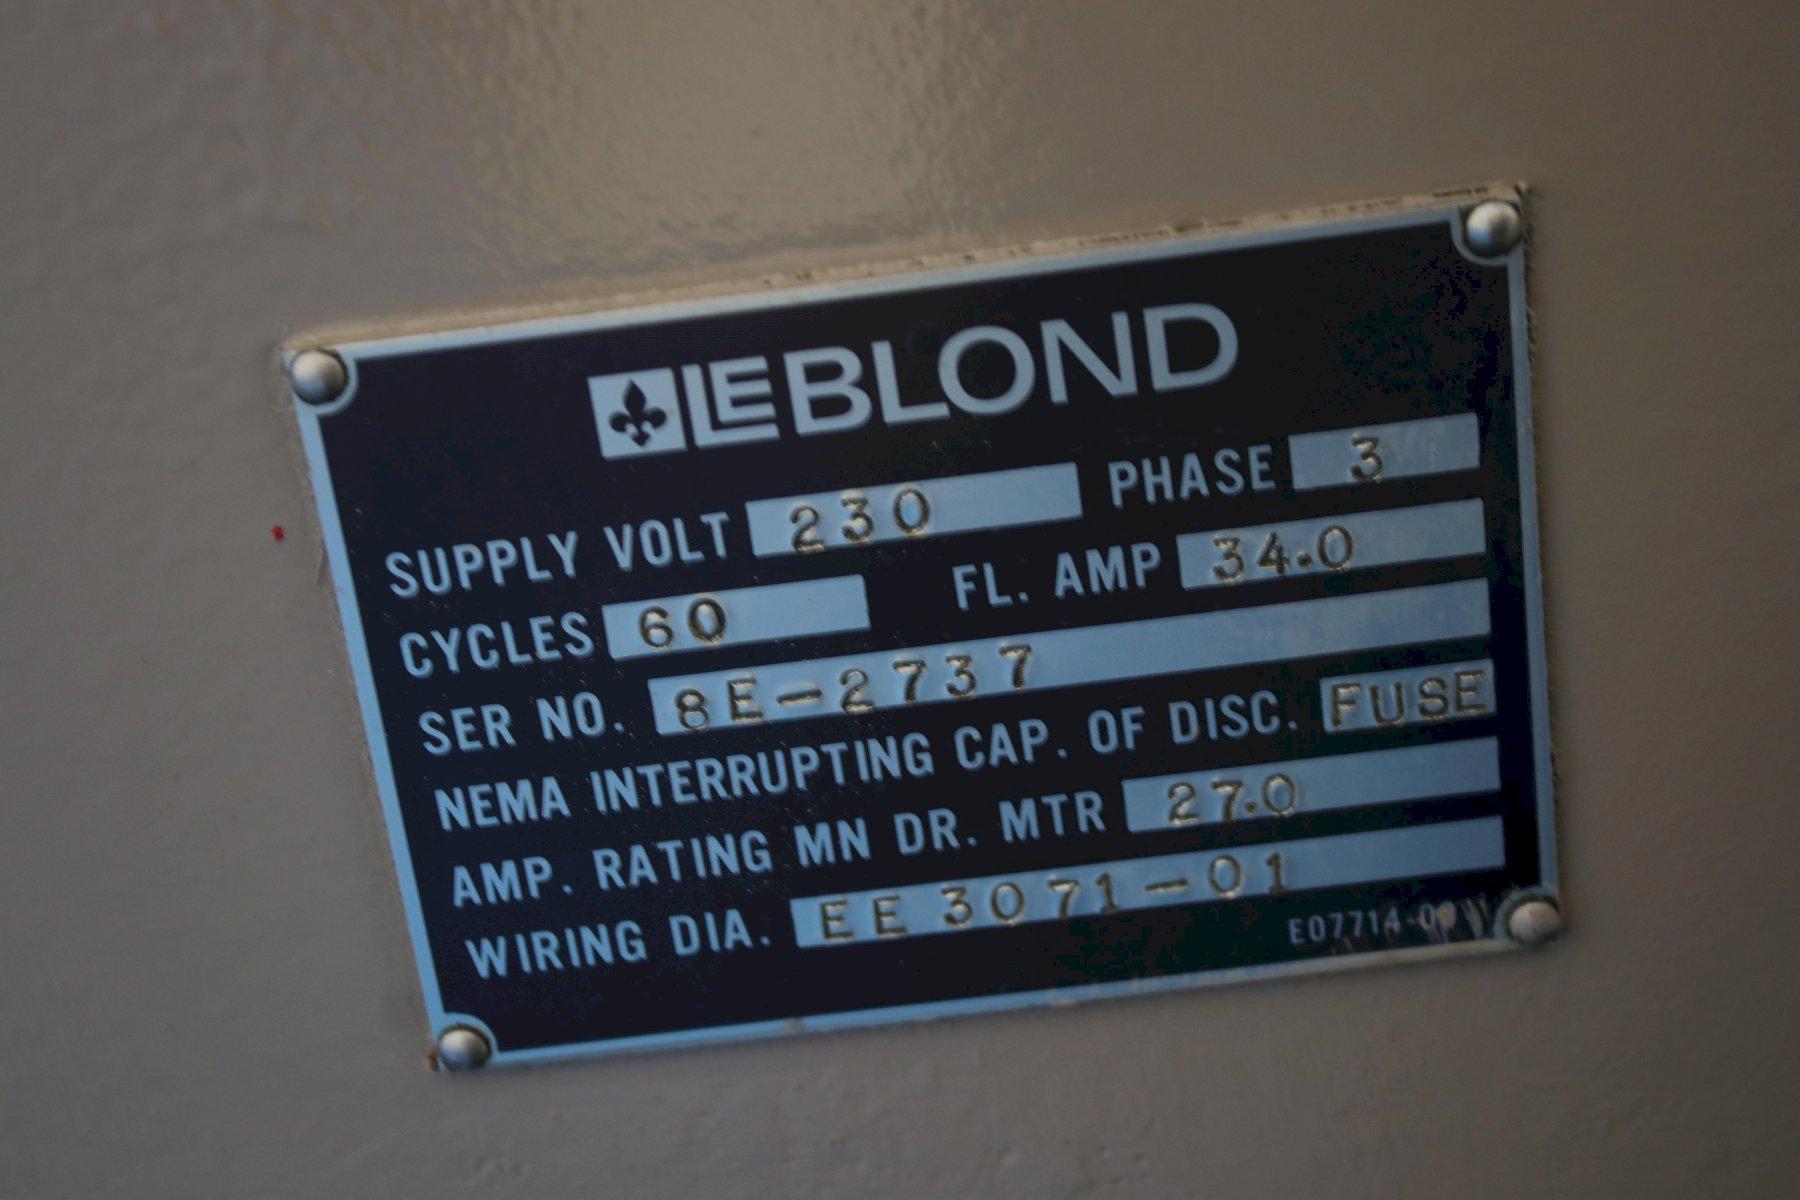 LEBLOND
SUPPLY VOLT 230 PHASE 3
CYCLES 60 FL. AMP 34.0
SER NO. 8E-2737
NEMA INTERRUPTING CAP. OF DISC. FUSE
AMP. RATING MN DR. MTR 27.0
WIRING DIA. EE 3071-01